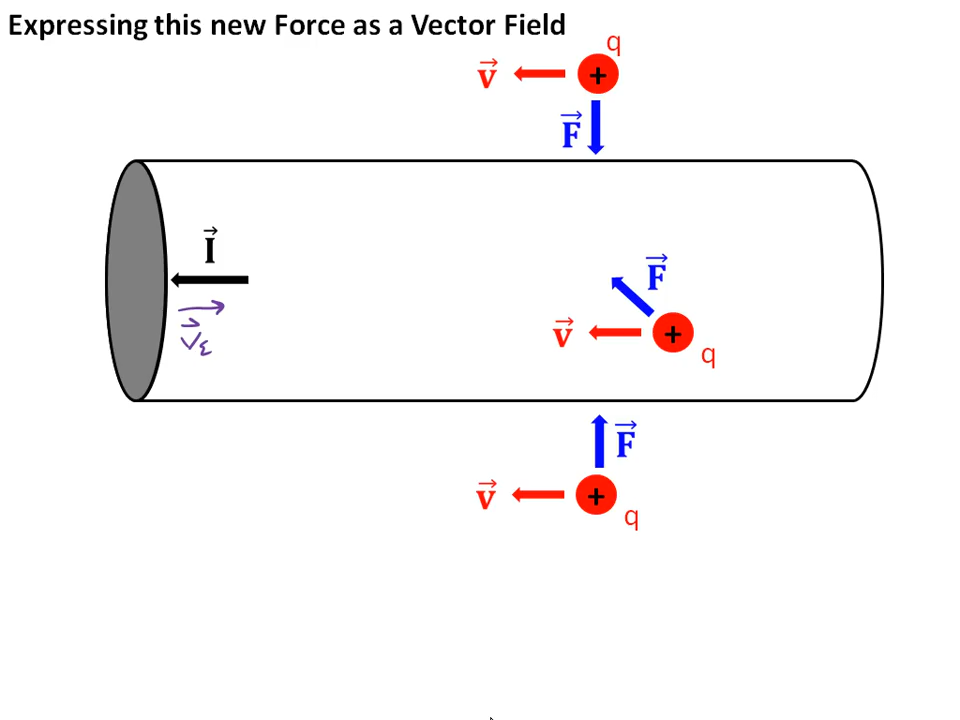 Expressing this new Force as a Vector Field
q
v⃗
+
F⃗
I⃗
F⃗
v⃗
+
q
F⃗
v⃗
+
q